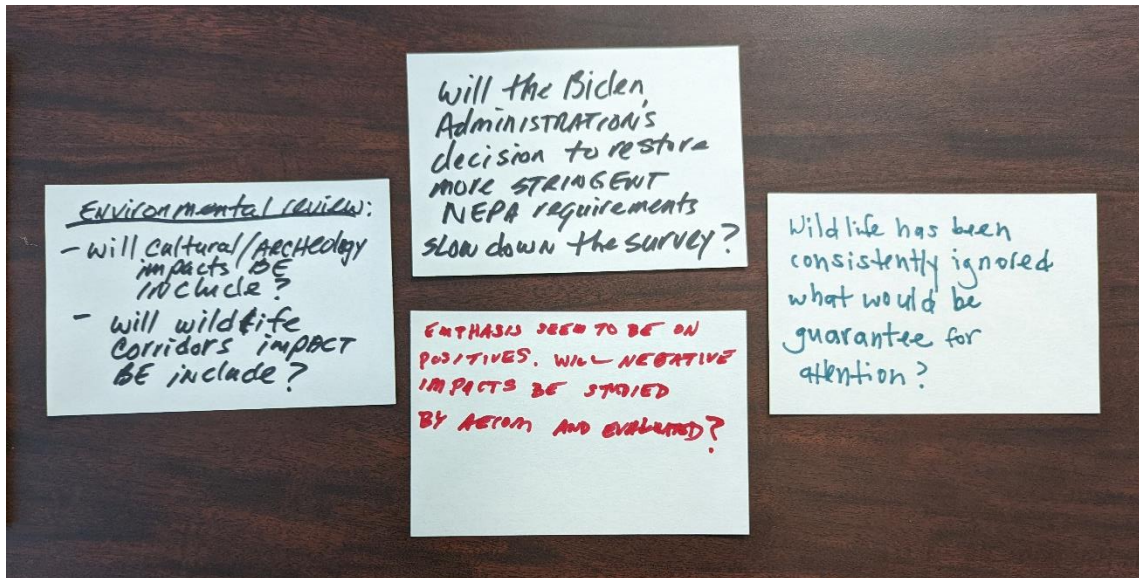 Environmental review:
- will cultural/ARCHeology
impacts BE
INCLUDE?
- will wildlife
corridors impact
BE include?
Will the Biden
Administration's
decision to restore
more STRINGENT
NEPA requirements
slow down the survey?
EMPHASIS SEEM TO BE ON
POSITIVES. WILL NEGATIVE
IMPACTS BE STUDIED
BY AECOM AND EVALUATED?
Wildlife has been
consistently ignored
what would be
guarantee for
attention?